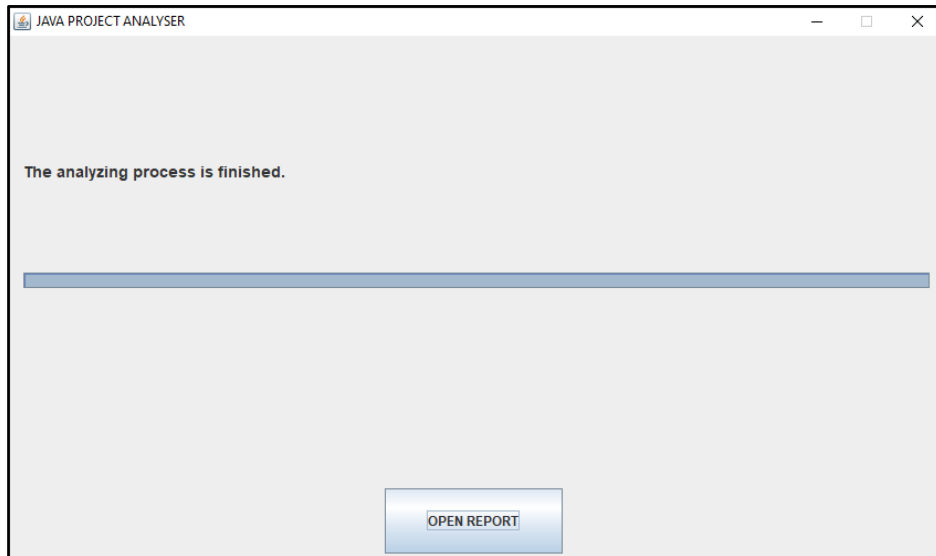 JAVA PROJECT ANALYSER
The analyzing process is finished.
OPEN REPORT